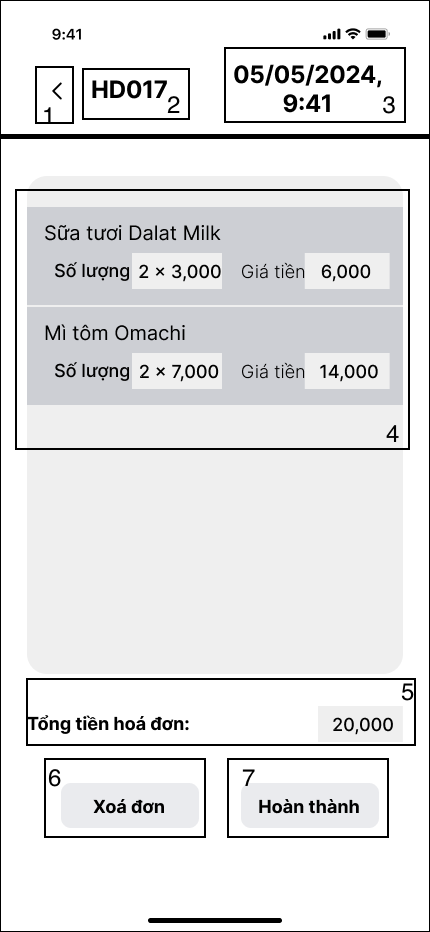 9:41
1
HD017
2
05/05/2024,
9:41
3
Sữa tươi Dalat Milk
Số lượng 2 × 3,000 Giá tiền 6,000
Mì tôm Omachi
Số lượng 2 × 7,000 Giá tiền 14,000
4
5
Tổng tiền hoá đơn: 20,000
6
7
Xoá đơn
Hoàn thành